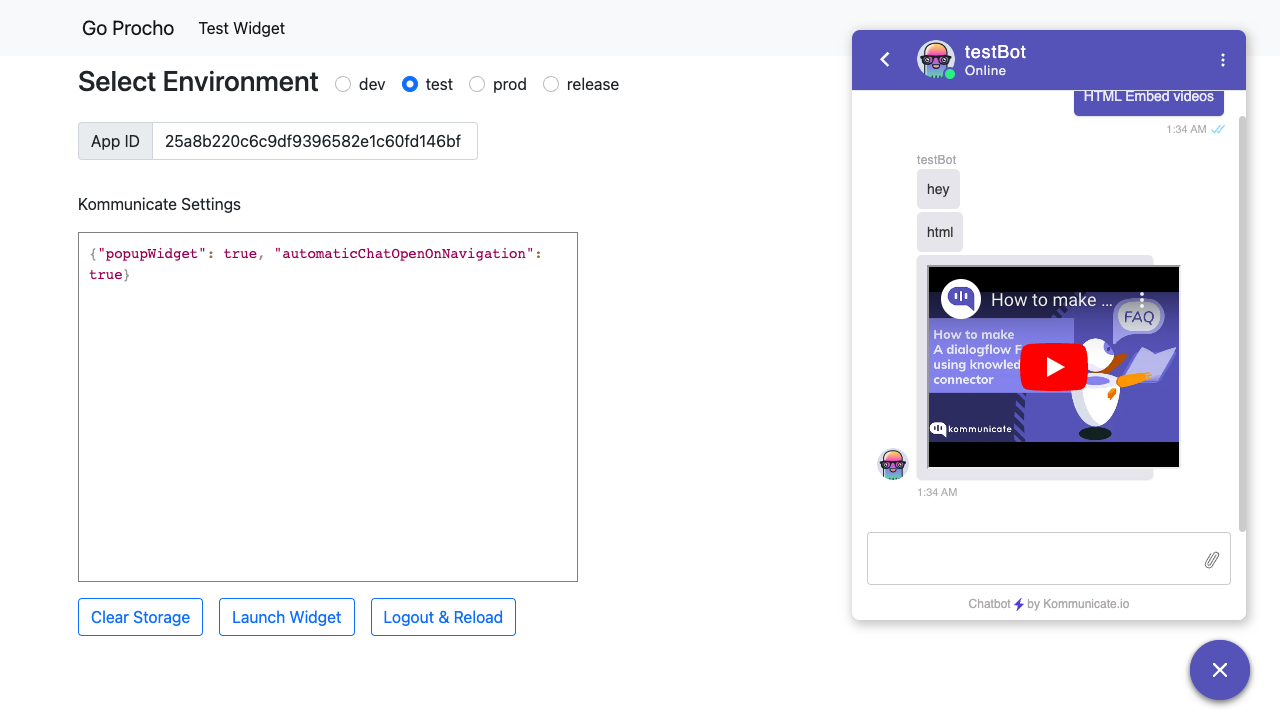 Go Procho
Test Widget
Select Environment
dev
test
prod
release
App ID
25a8b220c6c9df9396582e1c60fd146bf
Kommunicate Settings
{"popupWidget": true, "automaticChatOpenOnNavigation":
true}
Clear Storage
Launch Widget
Logout & Reload
testBot
Online
HTML Embed videos
1:34 AM
testBot
hey
html
How to make ...
FAQ
How to make
A dialogflow F
using knowled
connector
kommunicate
1:34 AM
Chatbot by Kommunicate.io